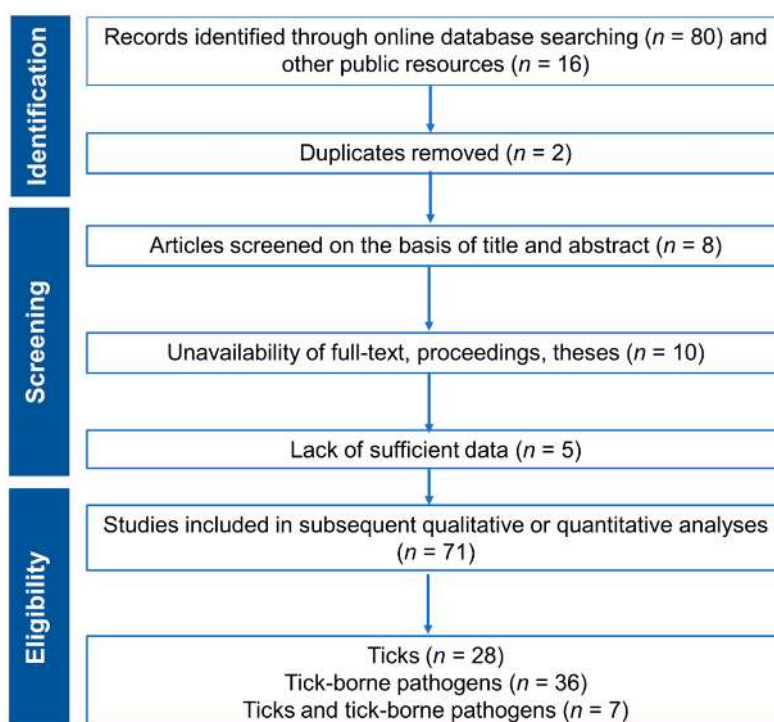 Identification
Records identified through online database searching (n = 80) and
other public resources (n = 16)
Duplicates removed (n = 2)
Screening
Articles screened on the basis of title and abstract (n = 8)
Unavailability of full-text, proceedings, theses (n = 10)
Lack of sufficient data (n = 5)
Eligibility
Studies included in subsequent qualitative or quantitative analyses
(n = 71)
Ticks (n = 28)
Tick-borne pathogens (n = 36)
Ticks and tick-borne pathogens (n = 7)